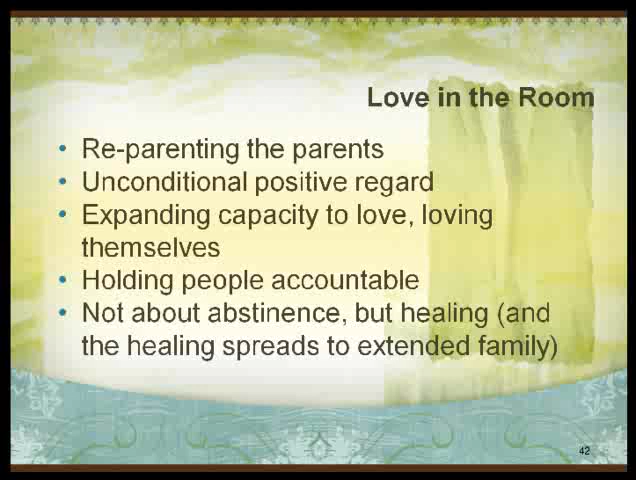 Love in the Room
• Re-parenting the parents
• Unconditional positive regard
• Expanding capacity to love, loving
themselves
• Holding people accountable
• Not about abstinence, but healing (and
the healing spreads to extended family)
42